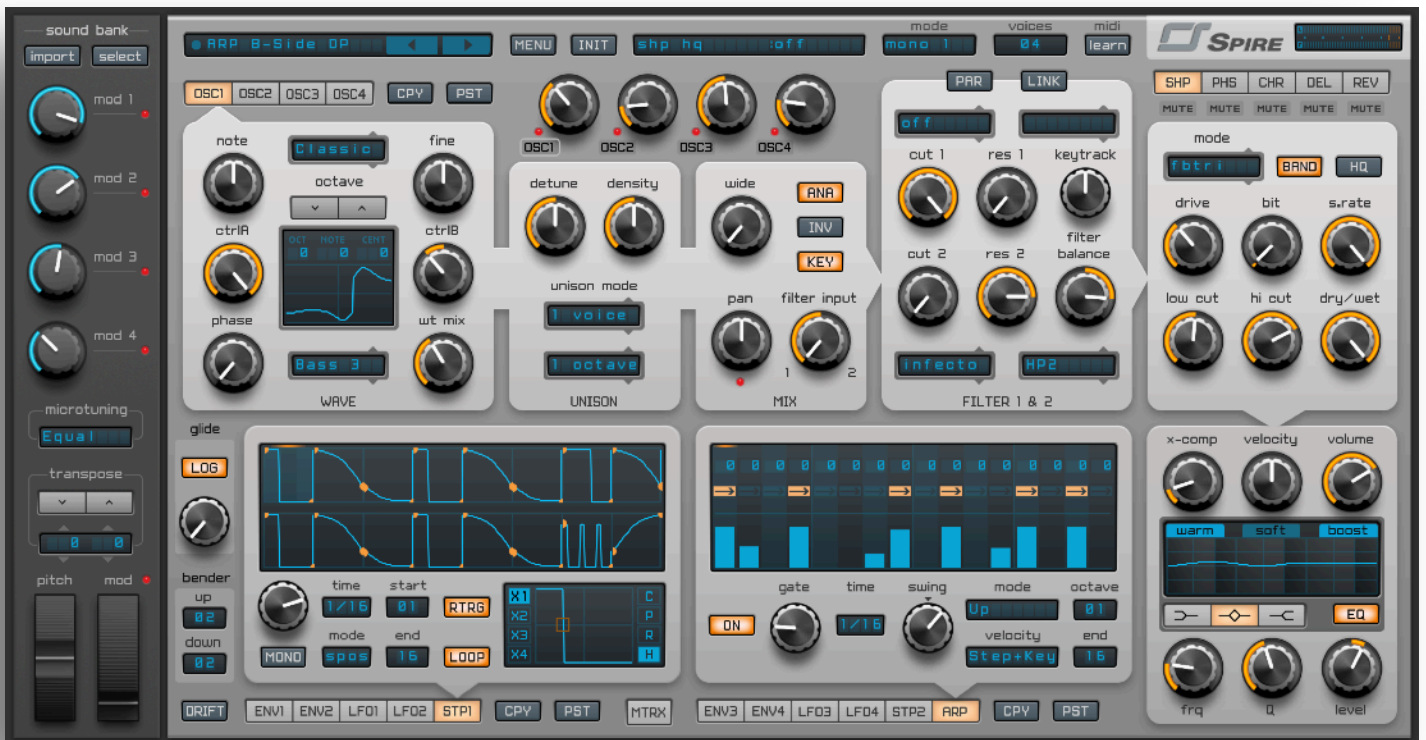 sound bank
import select
mod 1
mod 2
mod 3
mod 4
microtuning
Equal
transpose
0 0
pitch mod
ARP B-Side OP
MENU INIT
shp hq :off
mode
mono 1
voices
04
midi
learn
SPIRE
OSC1 OSC2 OSC3 OSC4 CPY PST
note
Classic
fine
octave
ctrlA
OCT NOTE CENT
0 0 0
ctrlB
phase
wt mix
Bass 3
WAVE
OSC1 OSC2 OSC3 OSC4
detune density
unison mode
1 voice
1 octave
UNISON
wide
ANA
INV
KEY
pan filter input
1 2
MIX
PAR LINK
off
cut 1 res 1 keytrack
cut 2 res 2 filter balance
infecto HP2
FILTER 1 & 2
SHP PHS CHR DEL REV
MUTE MUTE MUTE MUTE MUTE
mode
fbtri BAND HQ
drive bit s.rate
low cut hi cut dry/wet
glide
LOG
bender
up
02
down
02
DRIFT
time start
1/16 01 RTRG
mode end
MONO spos 16 LOOP
X1 C
X2 P
X3 R
X4 H
ENV1 ENV2 LFO1 LFO2 STP1 CPY PST
MTRX
0 0 0 0 0 0 0 0 0 0 0 0 0 0 0 0
gate time swing mode octave
ON 1/16 Up 01
velocity end
Step+Key 16
ENV3 ENV4 LFO3 LFO4 STP2 ARP CPY PST
x-comp velocity volume
warm soft boost
EQ
frq Q level